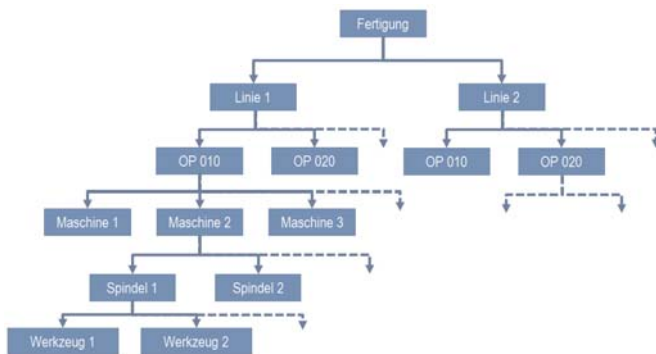 Fertigung
Linie 1
Linie 2
OP 010
OP 020
OP 010
OP 020
Maschine 1
Maschine 2
Maschine 3
Spindel 1
Spindel 2
Werkzeug 1
Werkzeug 2